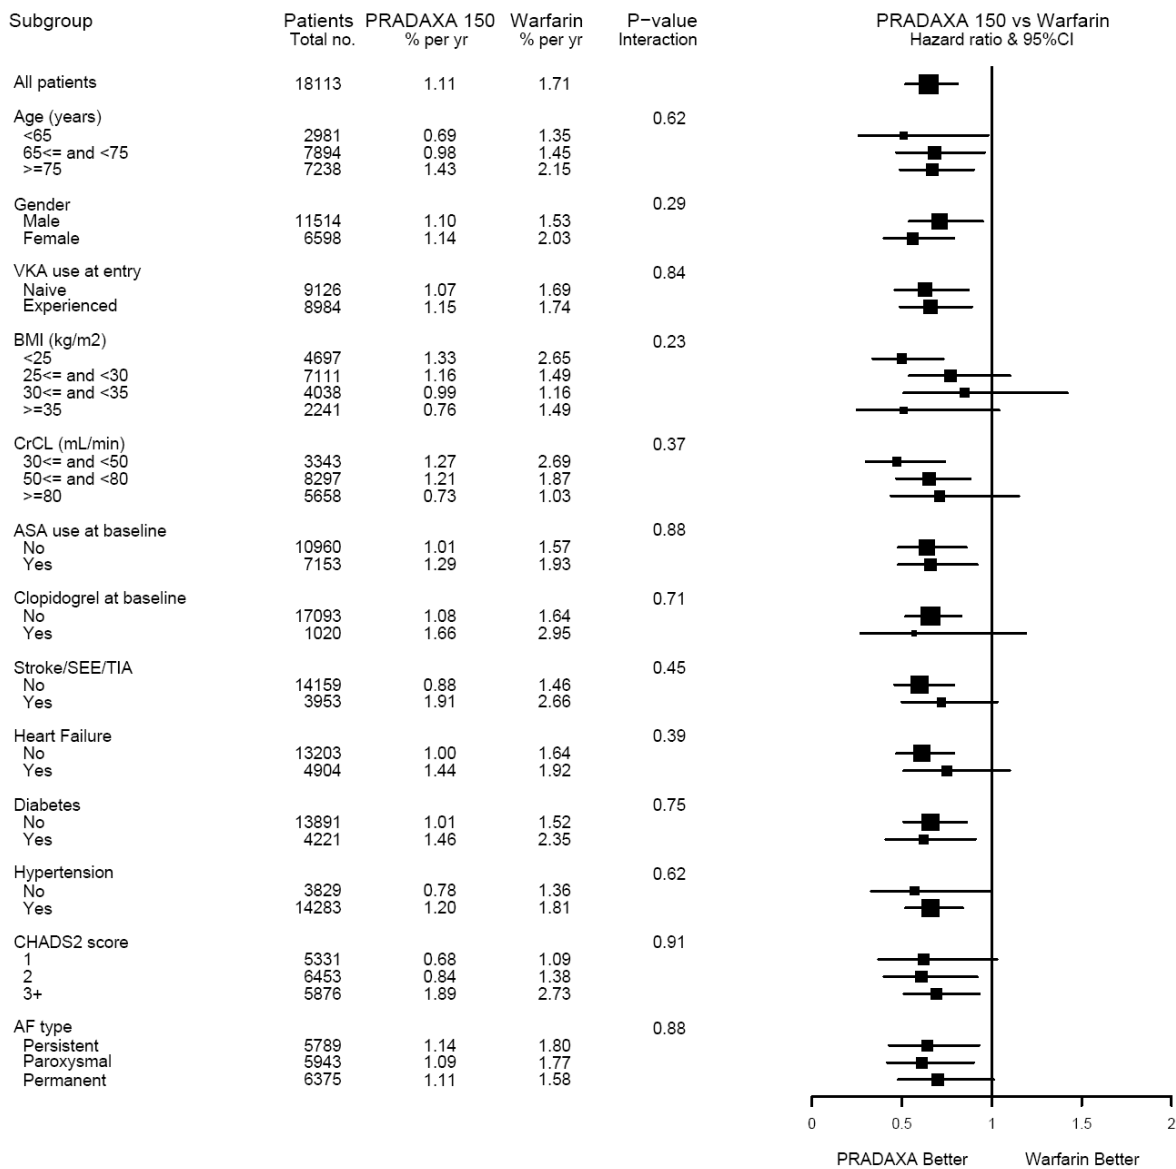 Subgroup Patients PRADAXA 150 Warfarin P−value PRADAXA 150 vs Warfarin
Total no. % per yr % per yr Interaction Hazard ratio & 95%CI
All patients 18113 1.11 1.71
Age (years) 0.62
<65 2981 0.69 1.35
65<= and <75 7894 0.98 1.45
>=75 7238 1.43 2.15
Gender 0.29
Male 11514 1.10 1.53
Female 6598 1.14 2.03
VKA use at entry 0.84
Naive 9126 1.07 1.69
Experienced 8984 1.15 1.74
BMI (kg/m2) 0.23
<25 4697 1.33 2.65
25<= and <30 7111 1.16 1.49
30<= and <35 4038 0.99 1.16
>=35 2241 0.76 1.49
CrCL (mL/min) 0.37
30<= and <50 3343 1.27 2.69
50<= and <80 8297 1.21 1.87
>=80 5658 0.73 1.03
ASA use at baseline 0.88
No 10960 1.01 1.57
Yes 7153 1.29 1.93
Clopidogrel at baseline 0.71
No 17093 1.08 1.64
Yes 1020 1.66 2.95
Stroke/SEE/TIA 0.45
No 14159 0.88 1.46
Yes 3953 1.91 2.66
Heart Failure 0.39
No 13203 1.00 1.64
Yes 4904 1.44 1.92
Diabetes 0.75
No 13891 1.01 1.52
Yes 4221 1.46 2.35
Hypertension 0.62
No 3829 0.78 1.36
Yes 14283 1.20 1.81
CHADS2 score 0.91
1 5331 0.68 1.09
2 6453 0.84 1.38
3+ 5876 1.89 2.73
AF type 0.88
Persistent 5789 1.14 1.80
Paroxysmal 5943 1.09 1.77
Permanent 6375 1.11 1.58
0 0.5 1 1.5 2
PRADAXA Better Warfarin Better